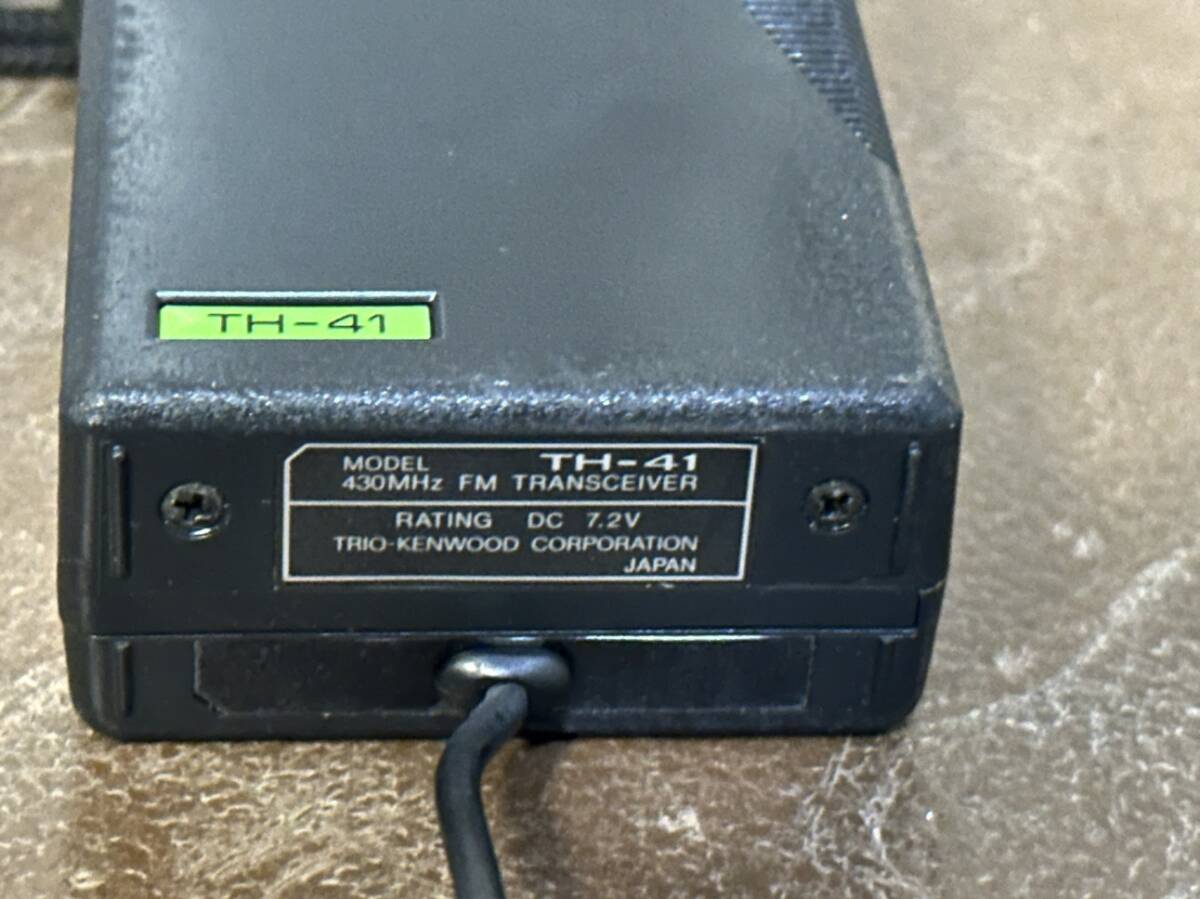 TH-41
MODEL TH-41
430MHz FM TRANSCEIVER
RATING DC 7.2V
TRIO-KENWOOD CORPORATION
JAPAN